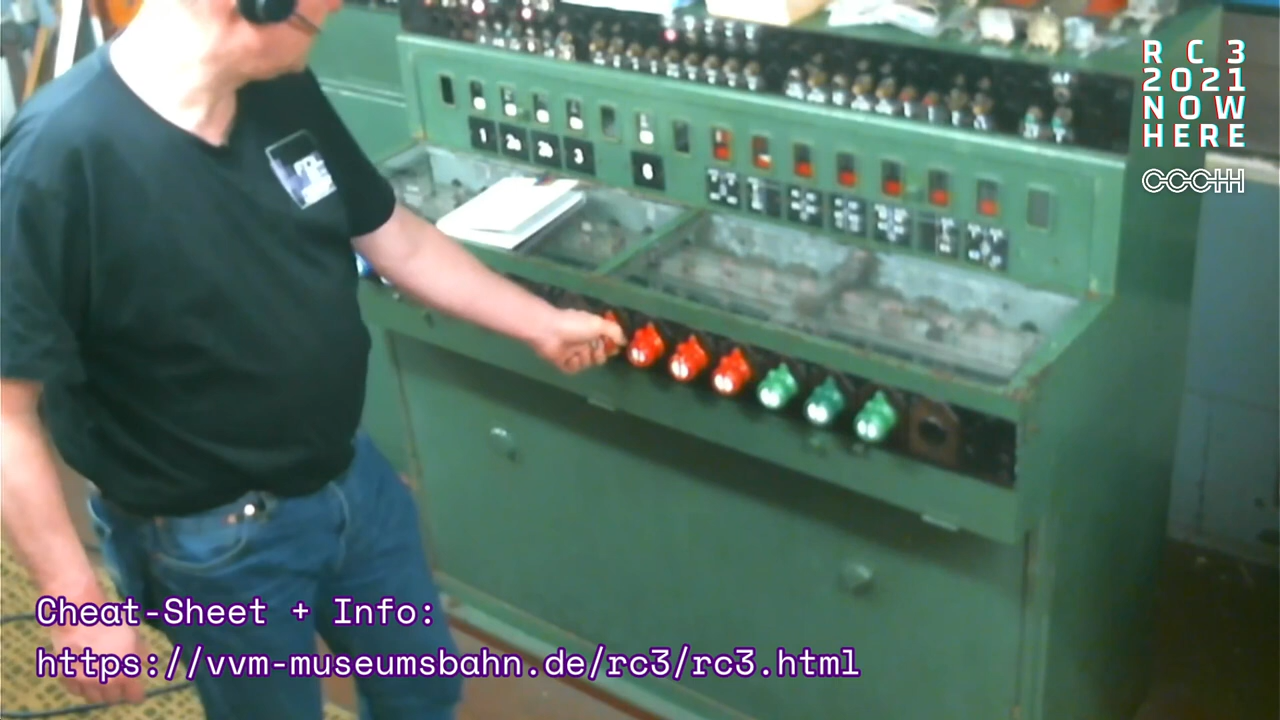 RC3
2021
NOW
HERE
CCCHH
1
2a
2b
3
6
Cheat-Sheet + Info:
https://vvm-museumsbahn.de/rc3/rc3.html